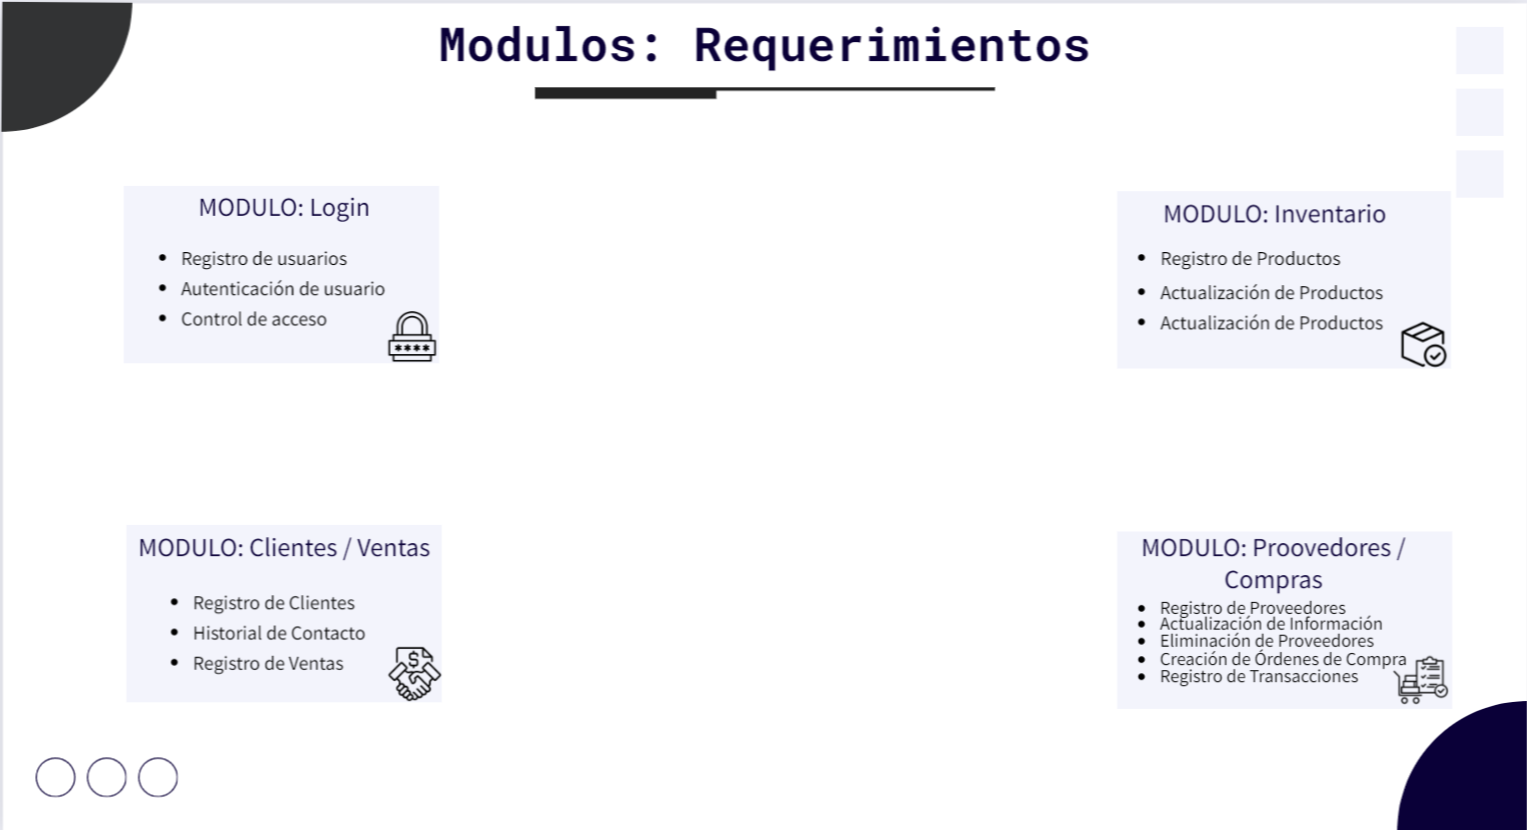 Modulos: Requerimientos
MODULO: Login
Registro de usuarios
Autenticación de usuario
Control de acceso
****
MODULO: Inventario
Registro de Productos
Actualización de Productos
Actualización de Productos
MODULO: Clientes / Ventas
Registro de Clientes
Historial de Contacto
Registro de Ventas
$
MODULO: Proovedores /
Compras
Registro de Proveedores
Actualización de Información
Eliminación de Proveedores
Creación de Órdenes de Compra
Registro de Transacciones